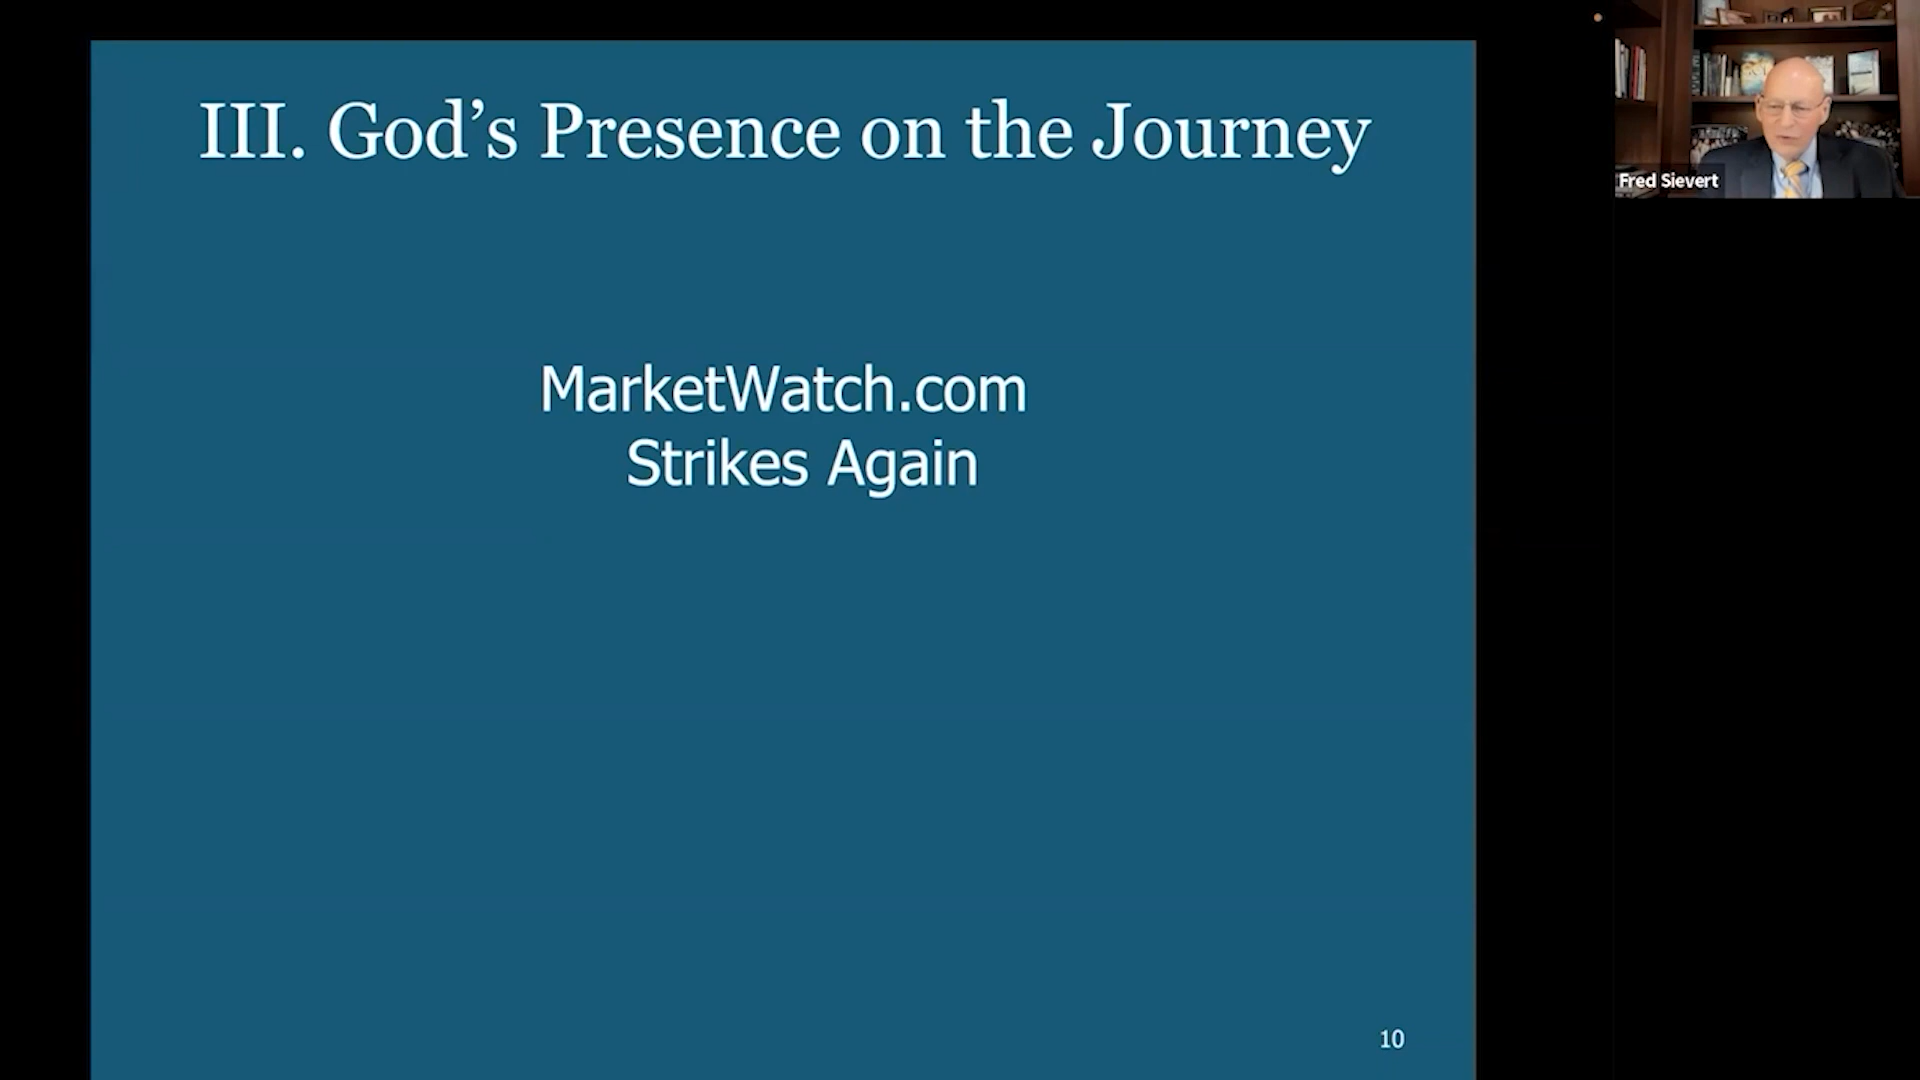 III. God’s Presence on the Journey
MarketWatch.com
Strikes Again
10
Fred Sievert